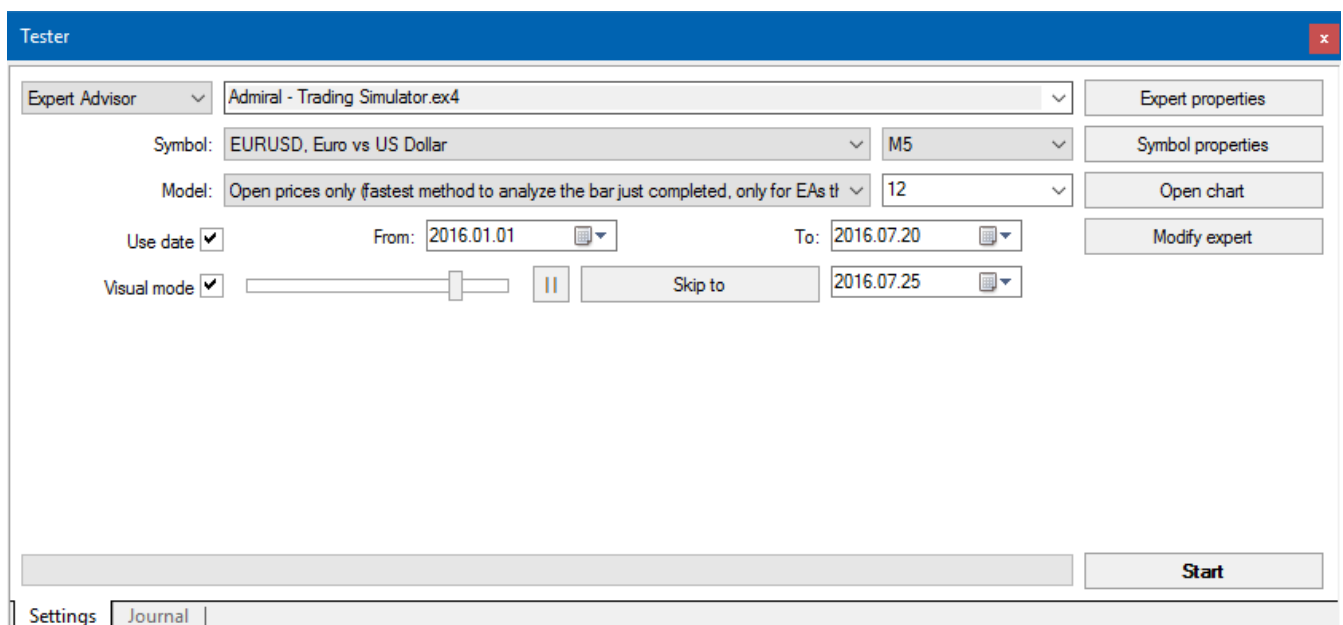 Tester
x
Expert Advisor Admiral - Trading Simulator.ex4 Expert properties
Symbol: EURUSD, Euro vs US Dollar M5 Symbol properties
Model: Open prices only (fastest method to analyze the bar just completed, only for EAs th 12 Open chart
Use date From: 2016.01.01 To: 2016.07.20 Modify expert
Visual mode Skip to 2016.07.25
Start
Settings Journal